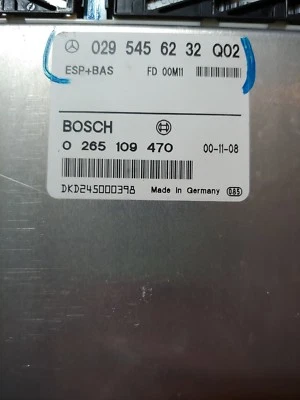 029 545 62 32 Q02
ESP+BAS FD 00M11
BOSCH
0 265 109 470 00-11-08
DKD245000398 Made in Germany 085